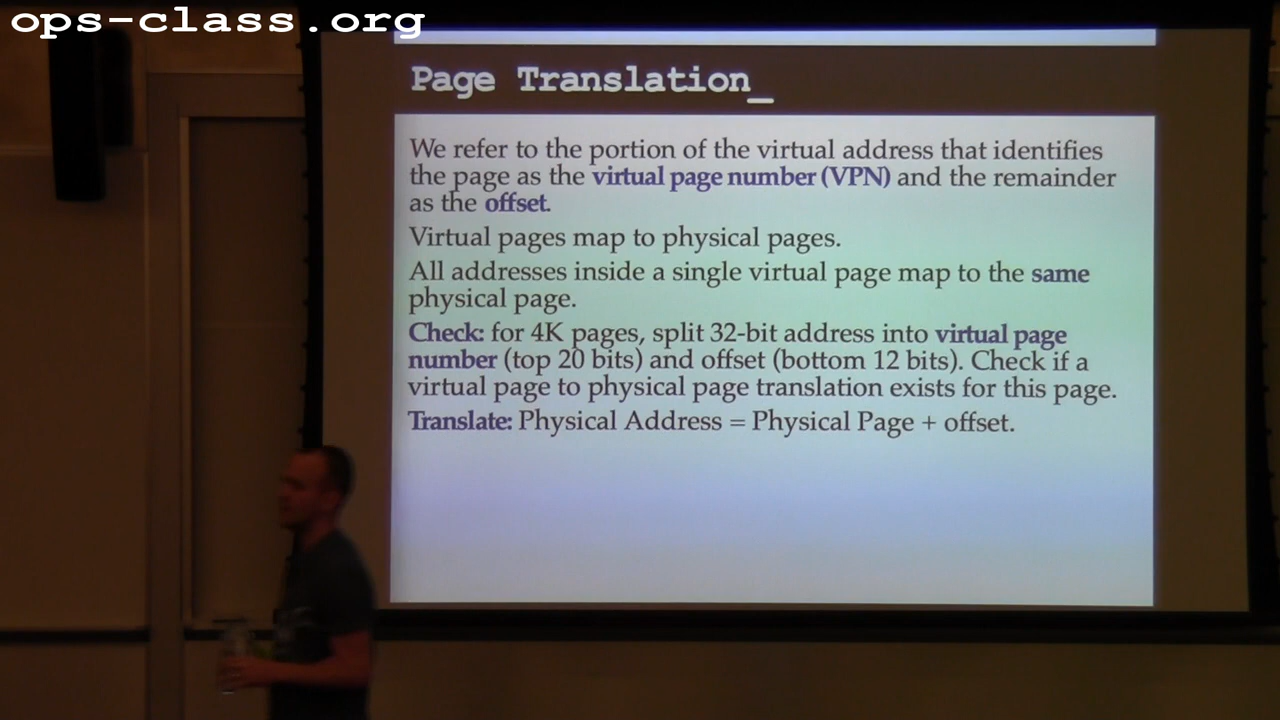 ops-class.org
Page Translation_
We refer to the portion of the virtual address that identifies
the page as the virtual page number (VPN) and the remainder
as the offset.
Virtual pages map to physical pages.
All addresses inside a single virtual page map to the same
physical page.
Check: for 4K pages, split 32-bit address into virtual page
number (top 20 bits) and offset (bottom 12 bits). Check if a
virtual page to physical page translation exists for this page.
Translate: Physical Address = Physical Page + offset.